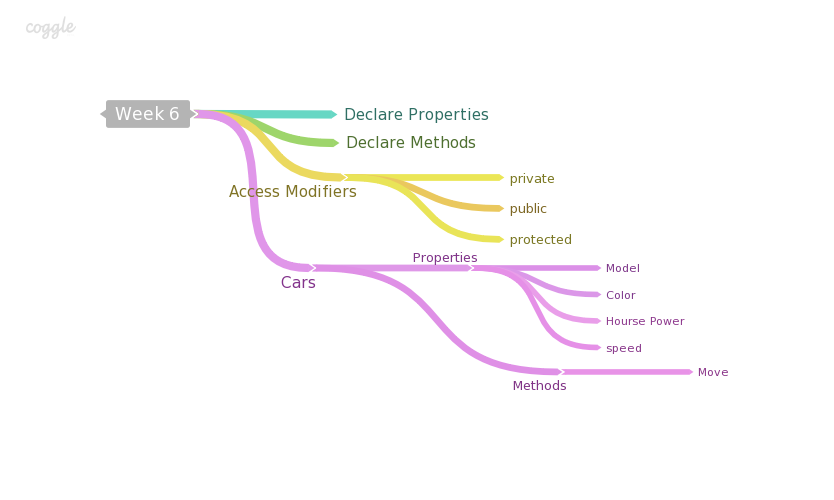 coggle
Week 6
Declare Properties
Declare Methods
Access Modifiers
private
public
protected
Cars
Properties
Model
Color
Hourse Power
speed
Methods
Move